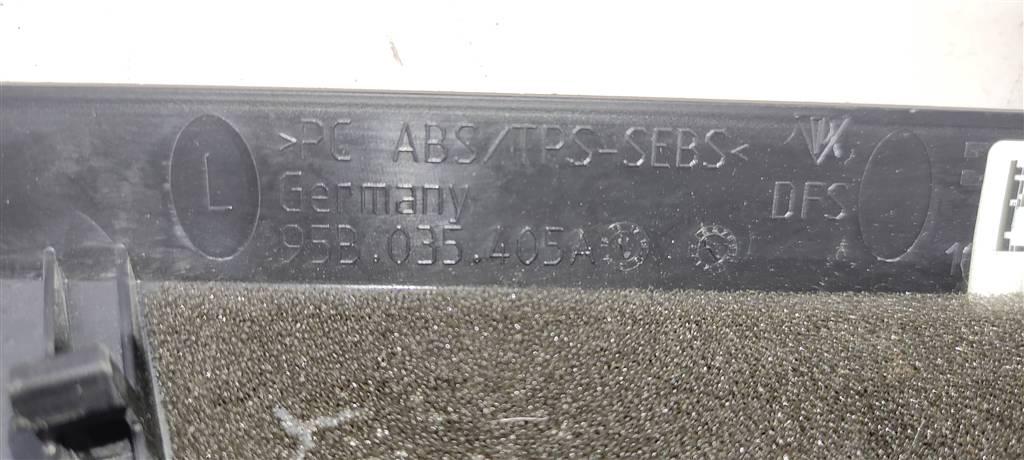 L
>PC ABS/TPS-SEBS<
Germany
95B.035.405A
DFS